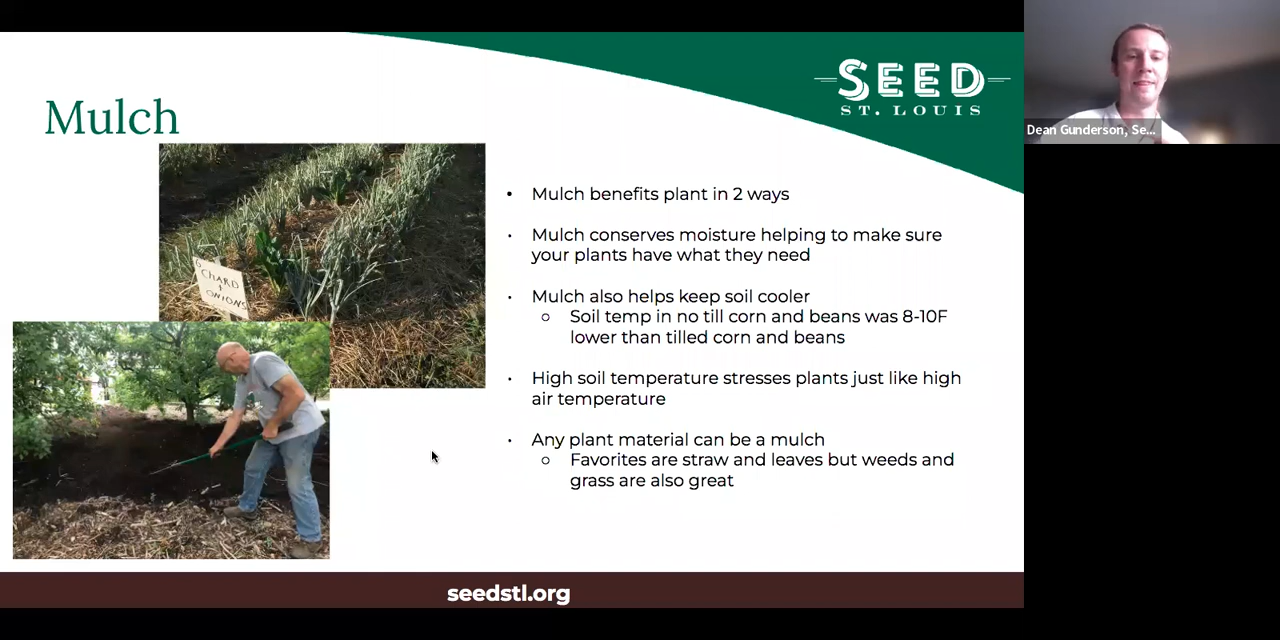 SEED
ST. LOUIS
Dean Gunderson, Se...
Mulch
CHARD
&
ONIONS
• Mulch benefits plant in 2 ways
• Mulch conserves moisture helping to make sure
your plants have what they need
• Mulch also helps keep soil cooler
o Soil temp in no till corn and beans was 8-10F
lower than tilled corn and beans
• High soil temperature stresses plants just like high
air temperature
• Any plant material can be a mulch
o Favorites are straw and leaves but weeds and
grass are also great
seedstl.org